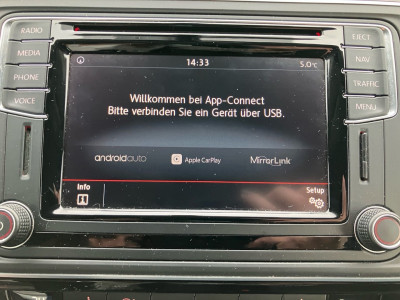 RADIO
MEDIA
PHONE
VOICE
14:33
5.0°C
EJECT
NAV
TRAFFIC
MENU
Willkommen bei App-Connect
Bitte verbinden Sie ein Gerät über USB.
androidauto Apple CarPlay MirrorLink
Info
Setup